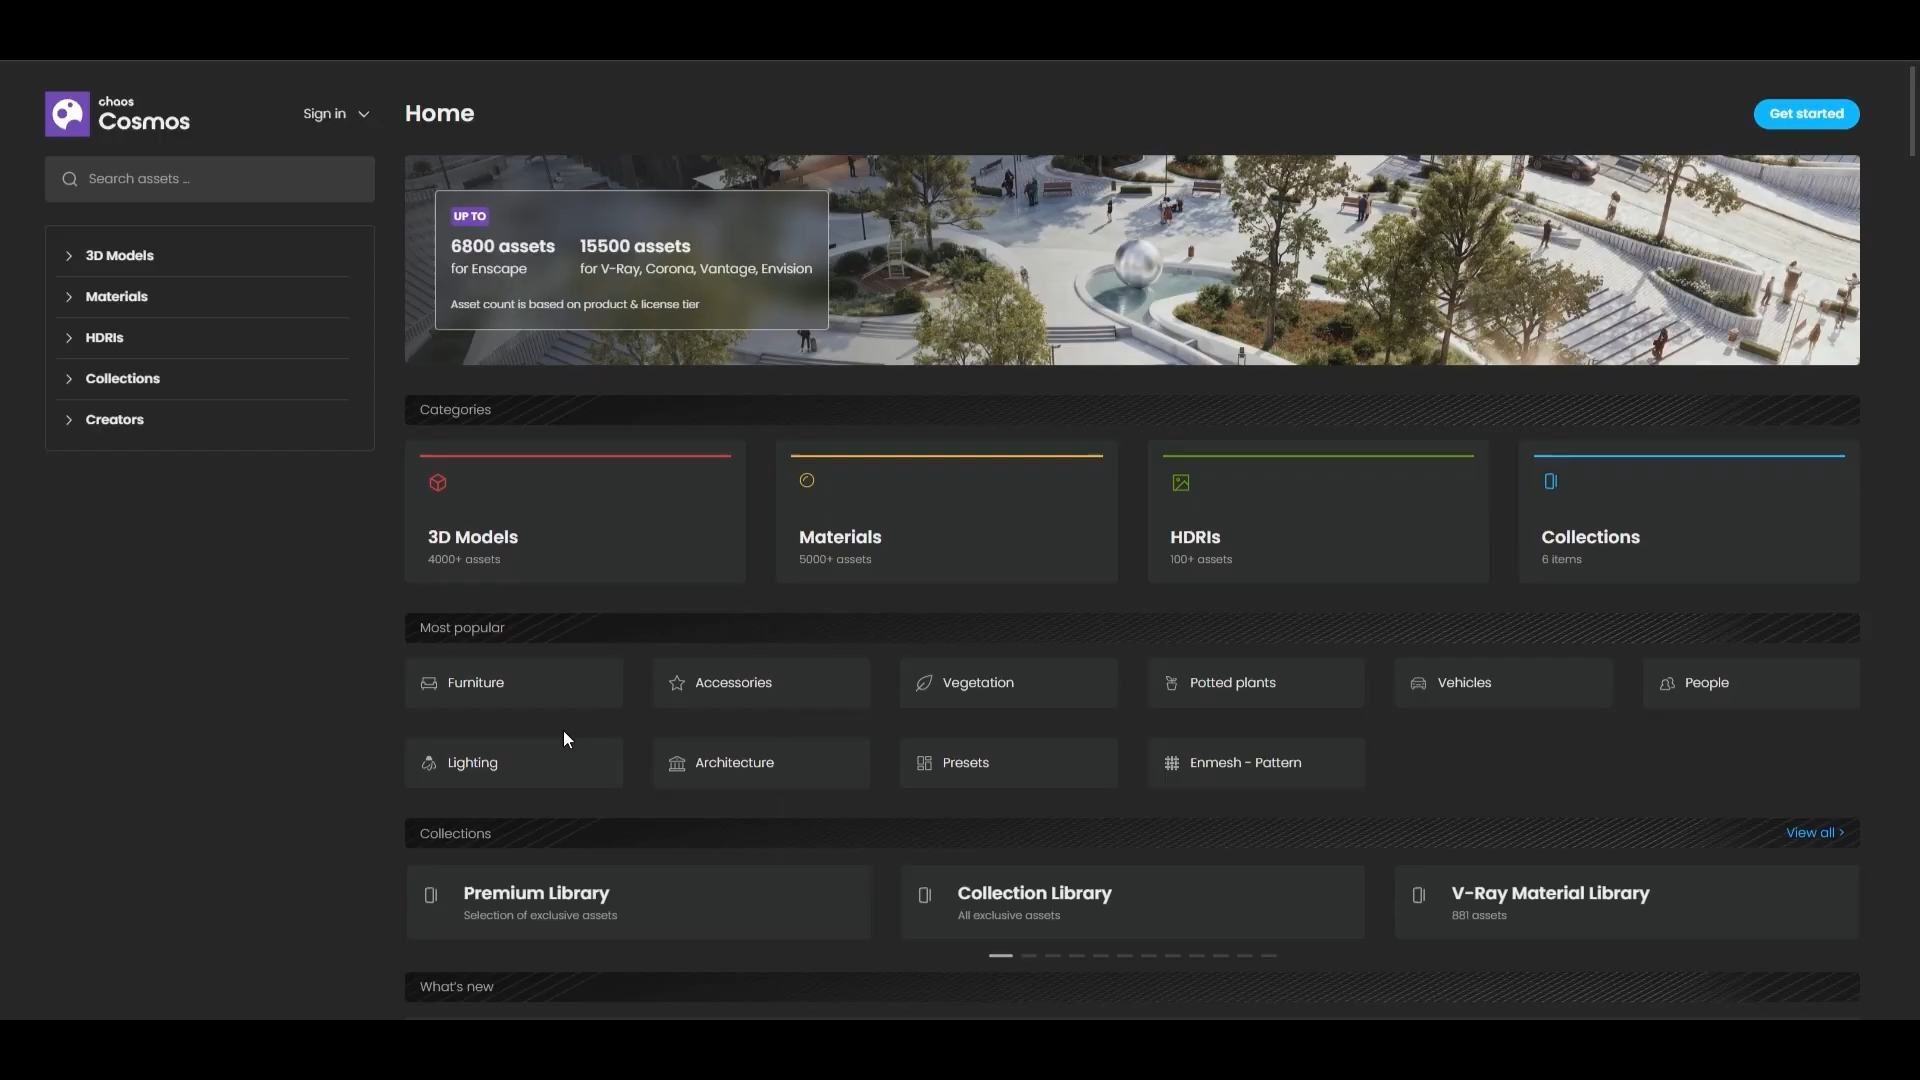 chaos
Cosmos
Sign in
Home
Get started
Search assets ...
3D Models
Materials
HDRIs
Collections
Creators
UP TO
6800 assets
for Enscape
15500 assets
for V-Ray, Corona, Vantage, Envision
Asset count is based on product & license tier
Categories
3D Models
4000+ assets
Materials
5000+ assets
HDRIs
100+ assets
Collections
6 items
Most popular
Furniture
Accessories
Vegetation
Potted plants
Vehicles
People
Lighting
Architecture
Presets
Enmesh - Pattern
Collections
View all >
Premium Library
Selection of exclusive assets
Collection Library
All exclusive assets
V-Ray Material Library
881 assets
What's new